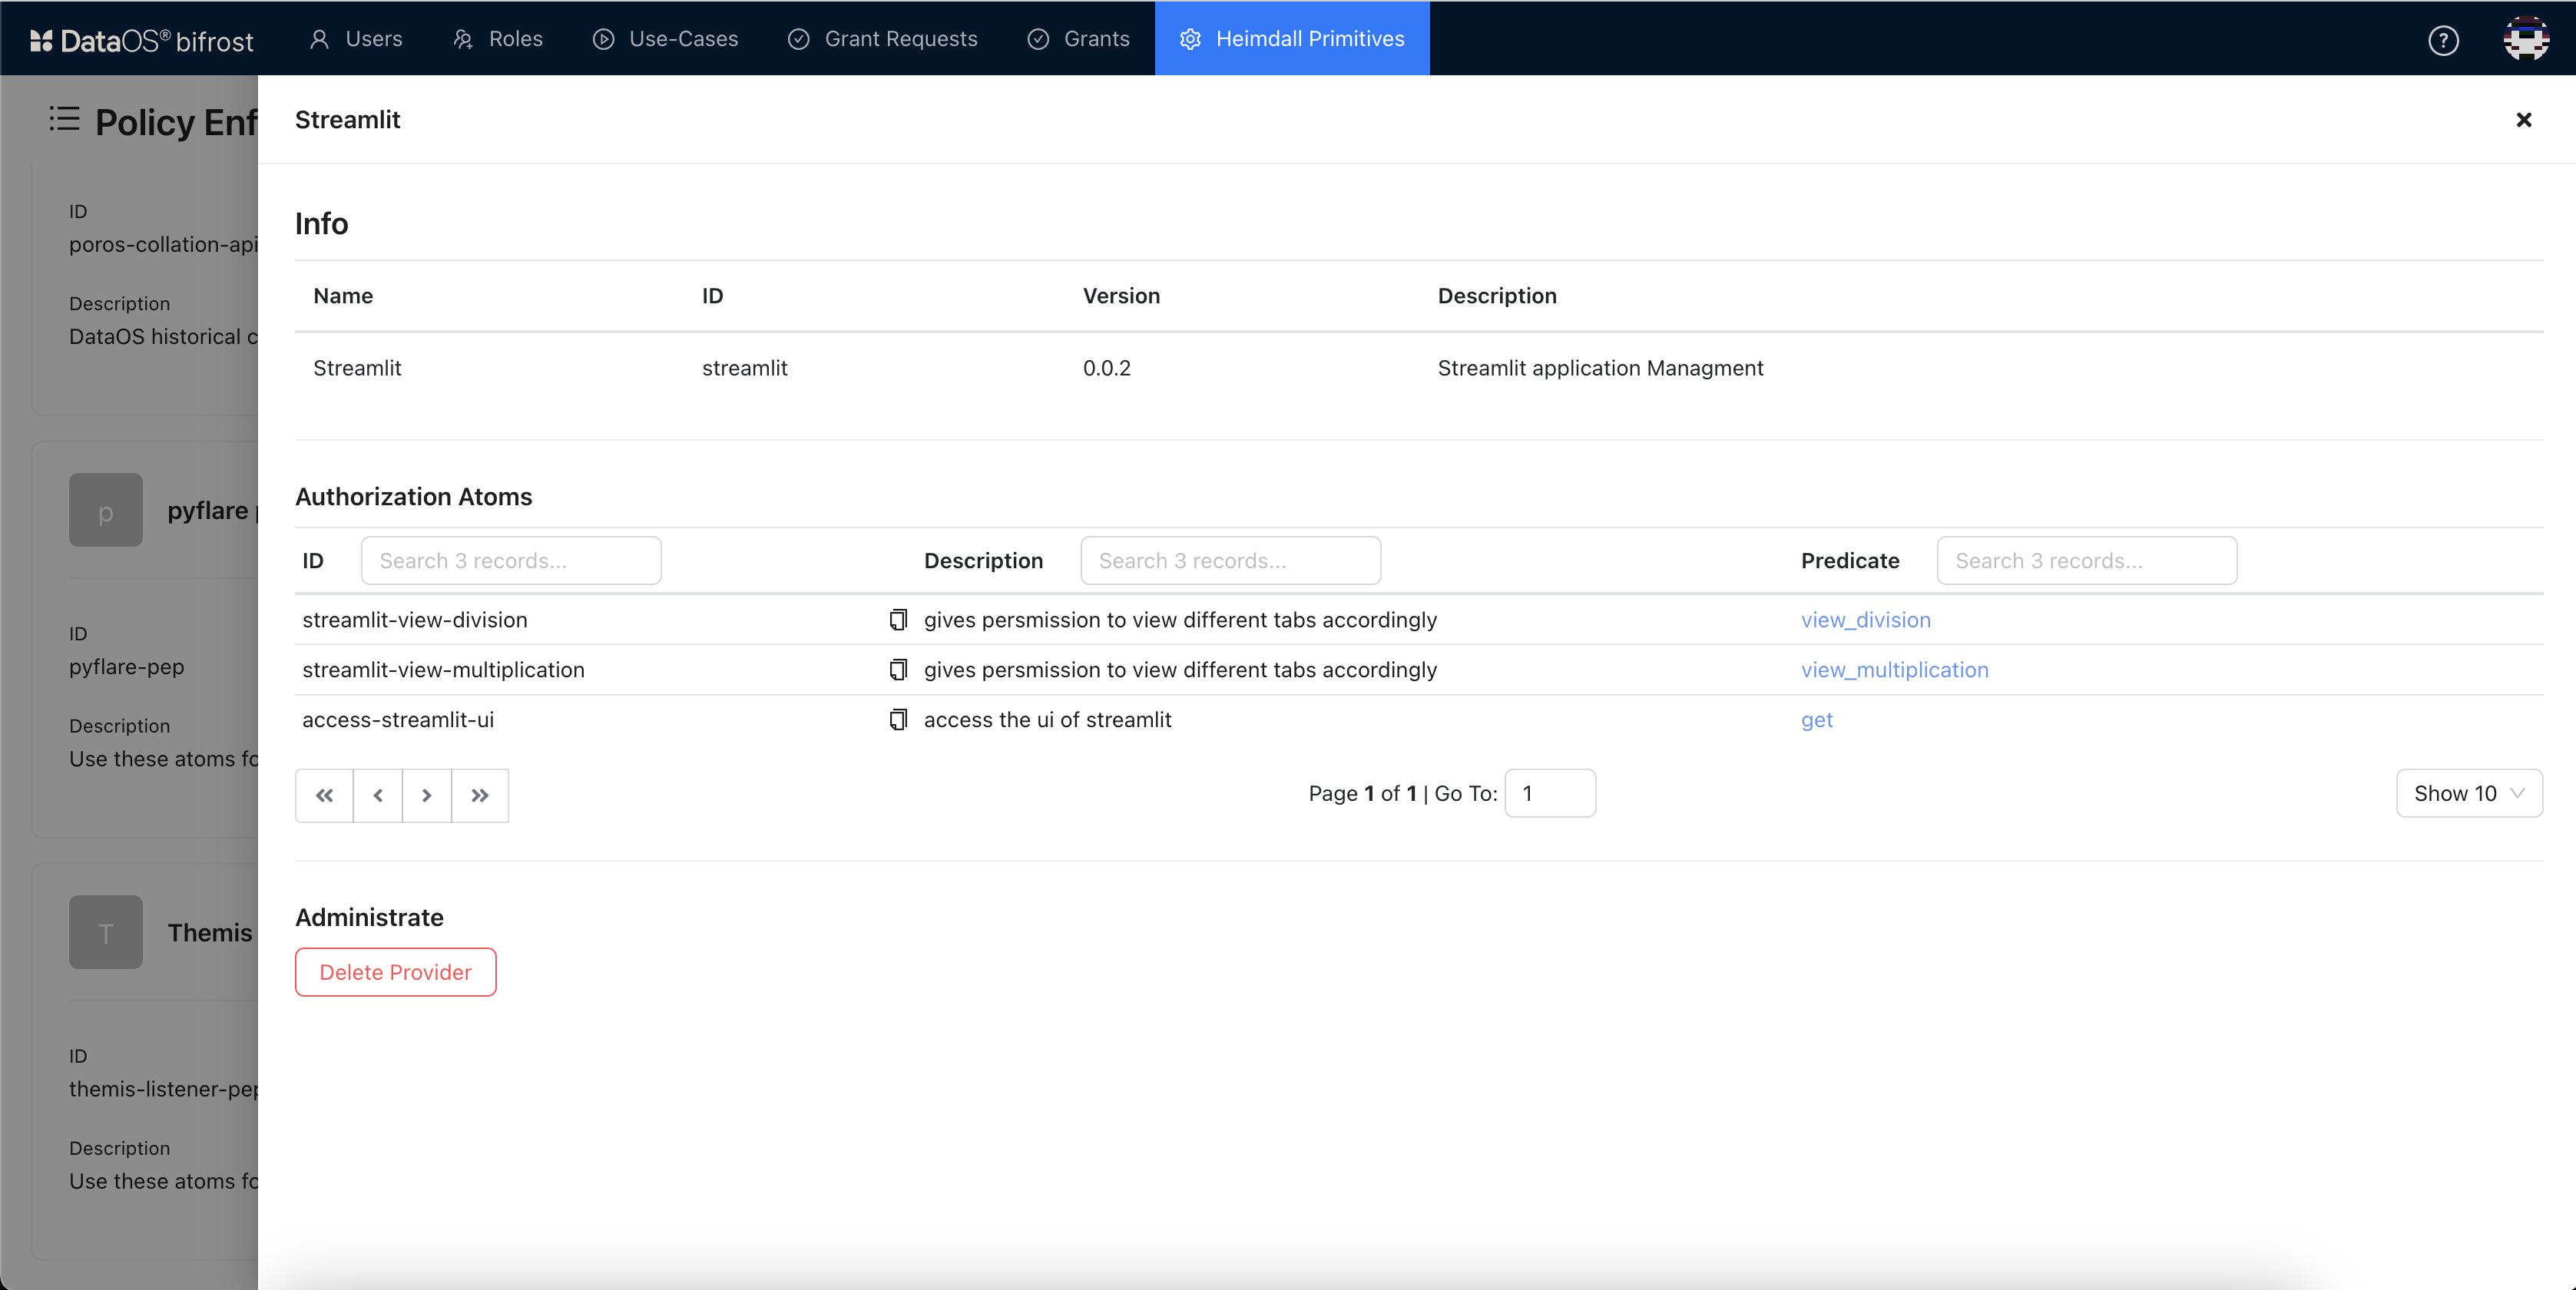 DataOS® bifrost Users Roles Use-Cases Grant Requests Grants Heimdall Primitives ?
Policy Enf
ID
poros-collation-api
Description
DataOS historical c
p pyflare
ID
pyflare-pep
Description
Use these atoms fo
T Themis
ID
themis-listener-pep
Description
Use these atoms fo
Streamlit
Info
Name ID Version Description
Streamlit streamlit 0.0.2 Streamlit application Managment
Authorization Atoms
ID Search 3 records... Description Search 3 records... Predicate Search 3 records...
streamlit-view-division gives persmission to view different tabs accordingly view_division
streamlit-view-multiplication gives persmission to view different tabs accordingly view_multiplication
access-streamlit-ui access the ui of streamlit get
Page 1 of 1 | Go To: 1 Show 10
Administrate
Delete Provider